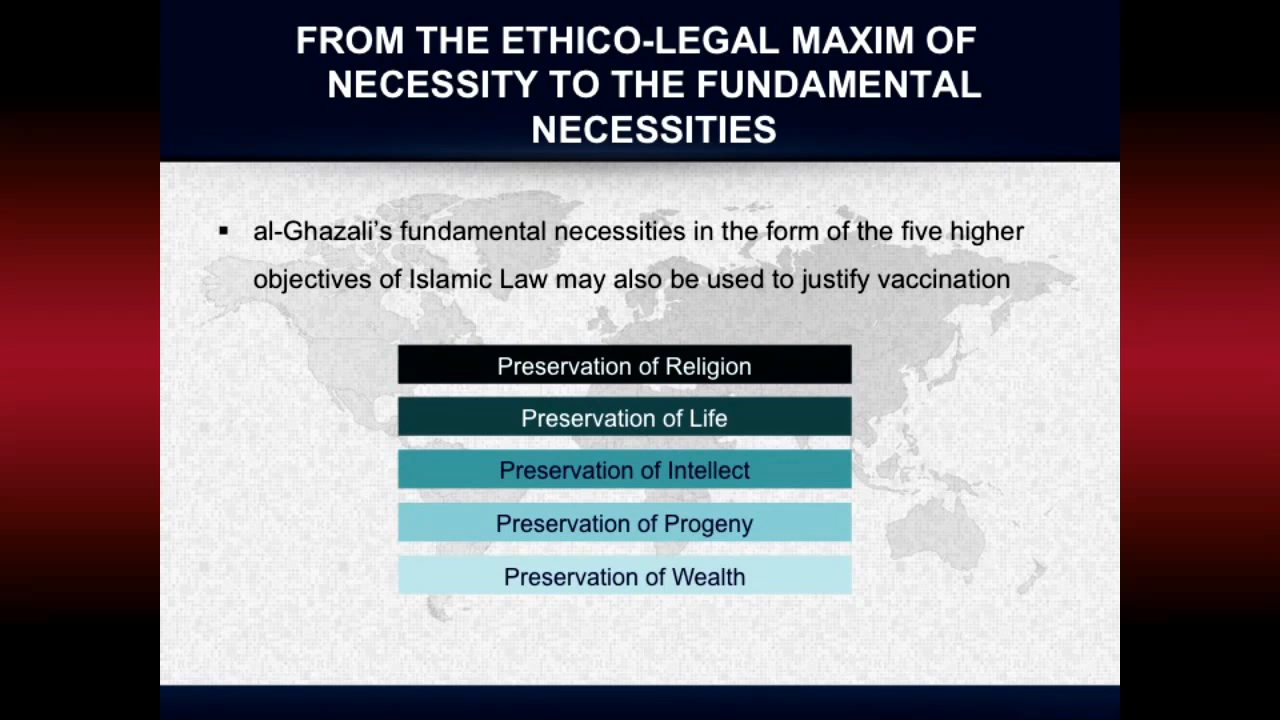 FROM THE ETHICO-LEGAL MAXIM OF
NECESSITY TO THE FUNDAMENTAL
NECESSITIES
▪ al-Ghazali’s fundamental necessities in the form of the five higher
objectives of Islamic Law may also be used to justify vaccination
Preservation of Religion
Preservation of Life
Preservation of Intellect
Preservation of Progeny
Preservation of Wealth